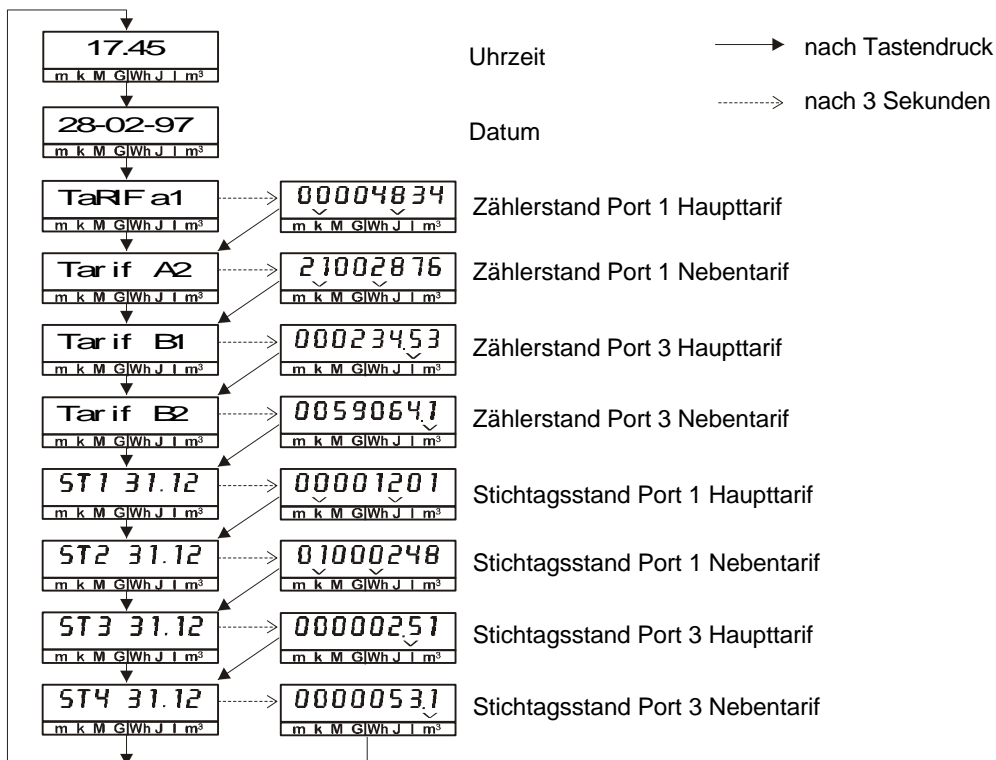 17.45
m k M G Wh J l m³
Uhrzeit
nach Tastendruck
nach 3 Sekunden
28-02-97
m k M G Wh J l m³
Datum
TaRIF a1
m k M G Wh J l m³
00004834
m k M G Wh J l m³
Zählerstand Port 1 Haupttarif
Tarif A2
m k M G Wh J l m³
21002876
m k M G Wh J l m³
Zählerstand Port 1 Nebentarif
Tarif B1
m k M G Wh J l m³
000234.53
m k M G Wh J l m³
Zählerstand Port 3 Haupttarif
Tarif B2
m k M G Wh J l m³
0059064.1
m k M G Wh J l m³
Zählerstand Port 3 Nebentarif
ST1 31.12
m k M G Wh J l m³
00001201
m k M G Wh J l m³
Stichtagsstand Port 1 Haupttarif
ST2 31.12
m k M G Wh J l m³
01000248
m k M G Wh J l m³
Stichtagsstand Port 1 Nebentarif
ST3 31.12
m k M G Wh J l m³
000002.51
m k M G Wh J l m³
Stichtagsstand Port 3 Haupttarif
ST4 31.12
m k M G Wh J l m³
0000053.1
m k M G Wh J l m³
Stichtagsstand Port 3 Nebentarif